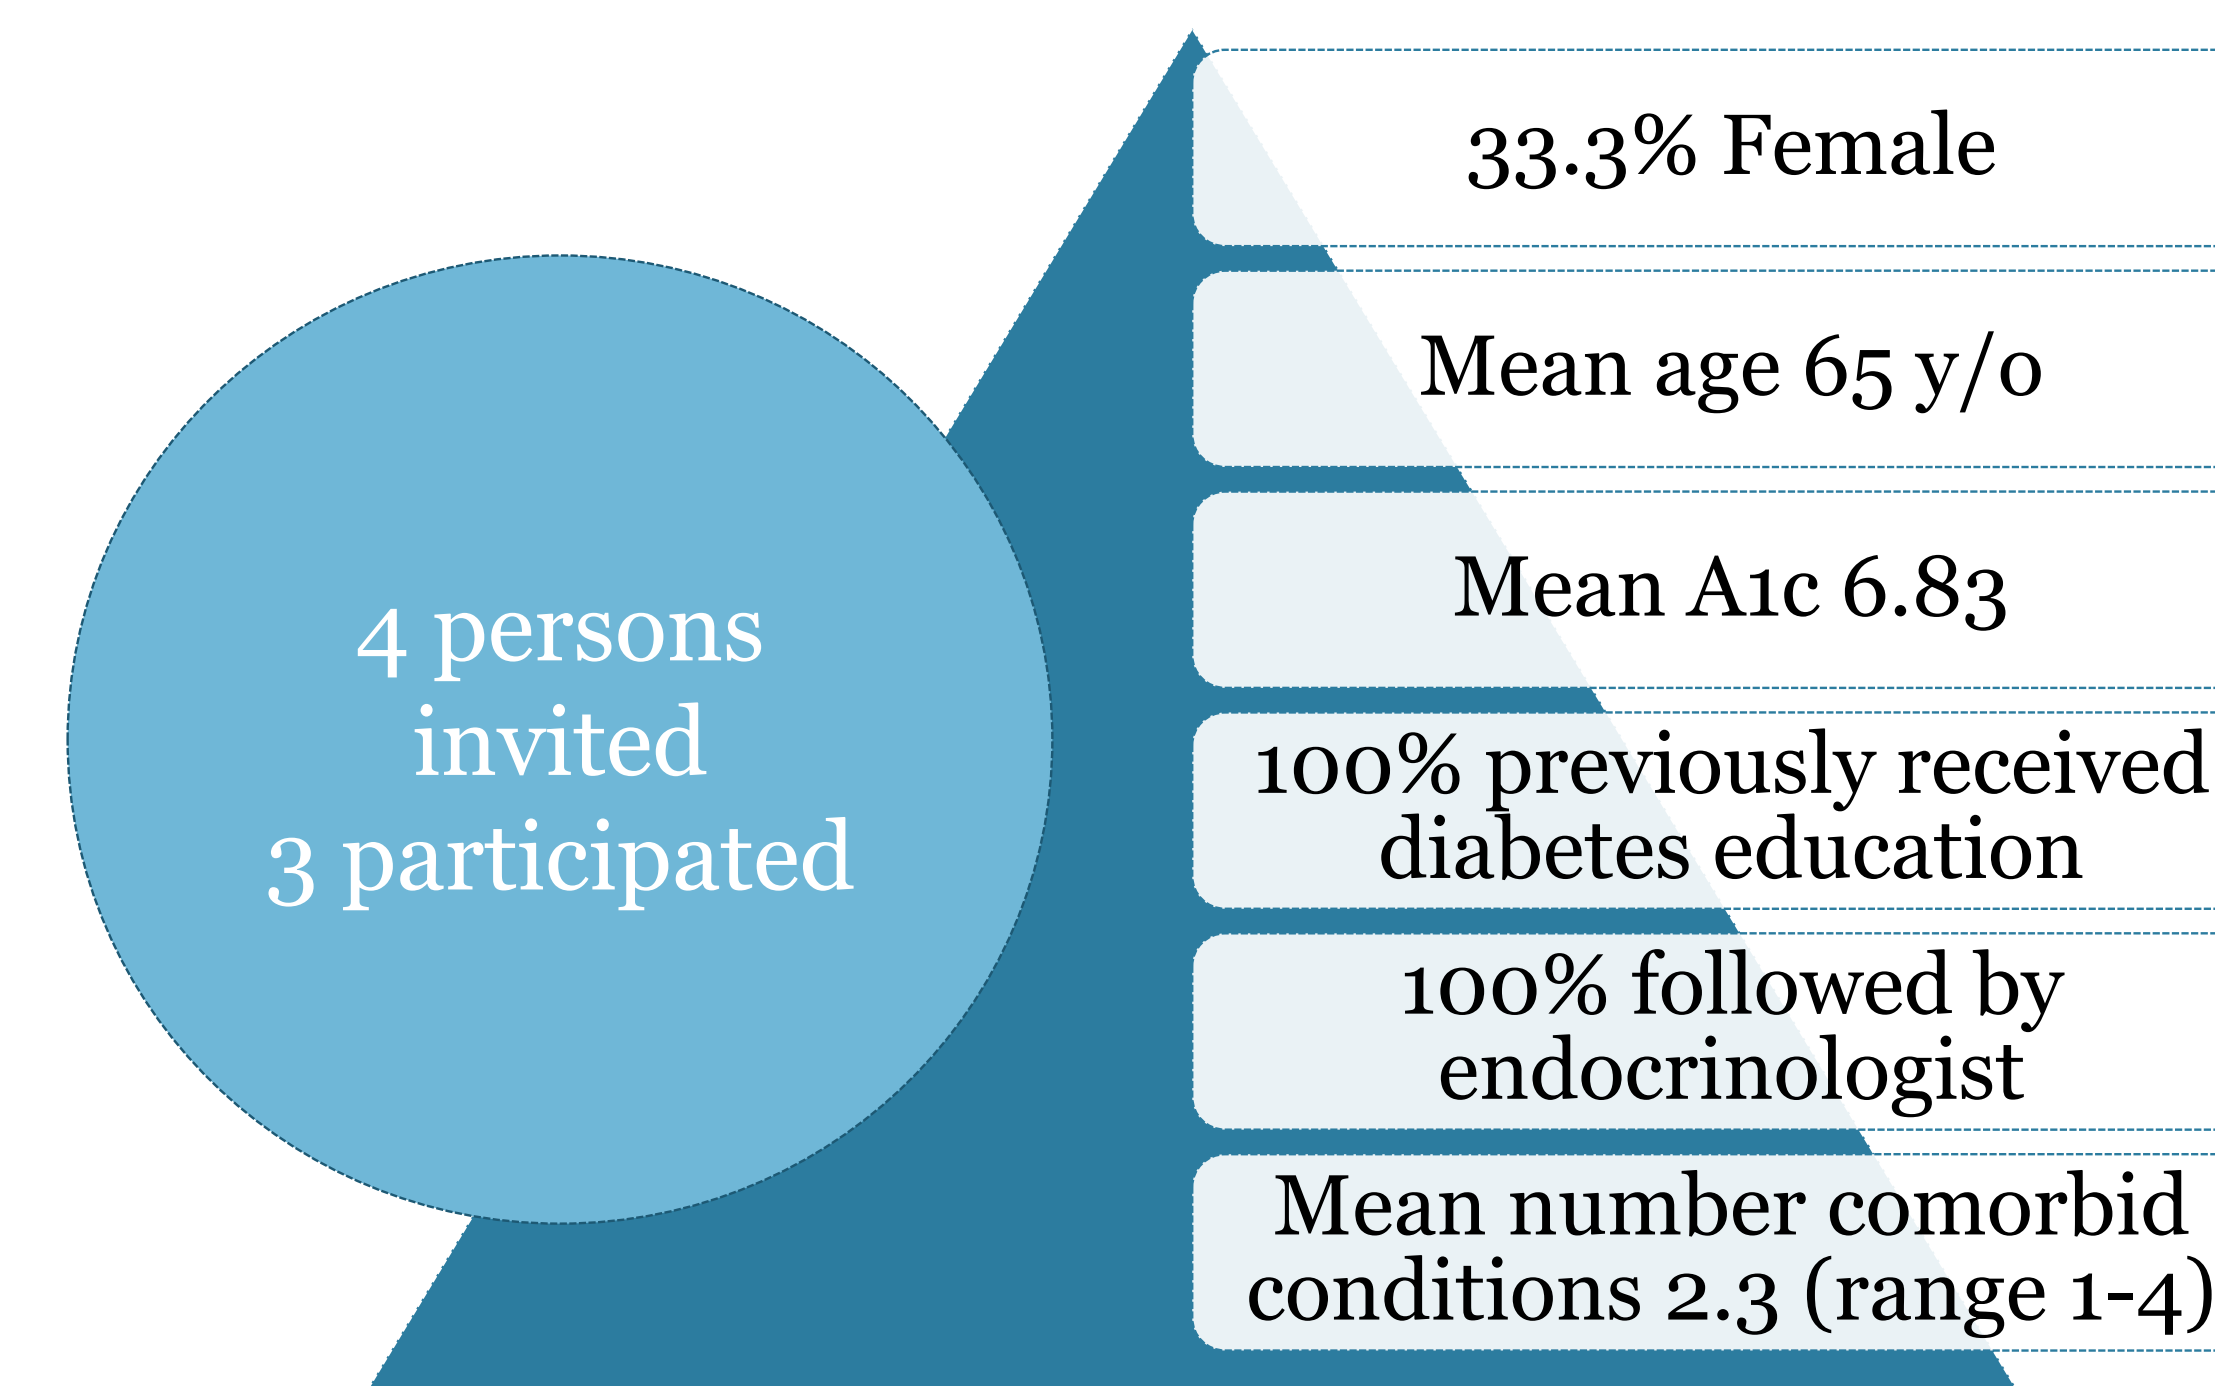 4 persons
invited
3 participated
33.3% Female
Mean age 65 y/o
Mean A1c 6.83
100% previously received
diabetes education
100% followed by
endocrinologist
Mean number comorbid
conditions 2.3 (range 1-4)